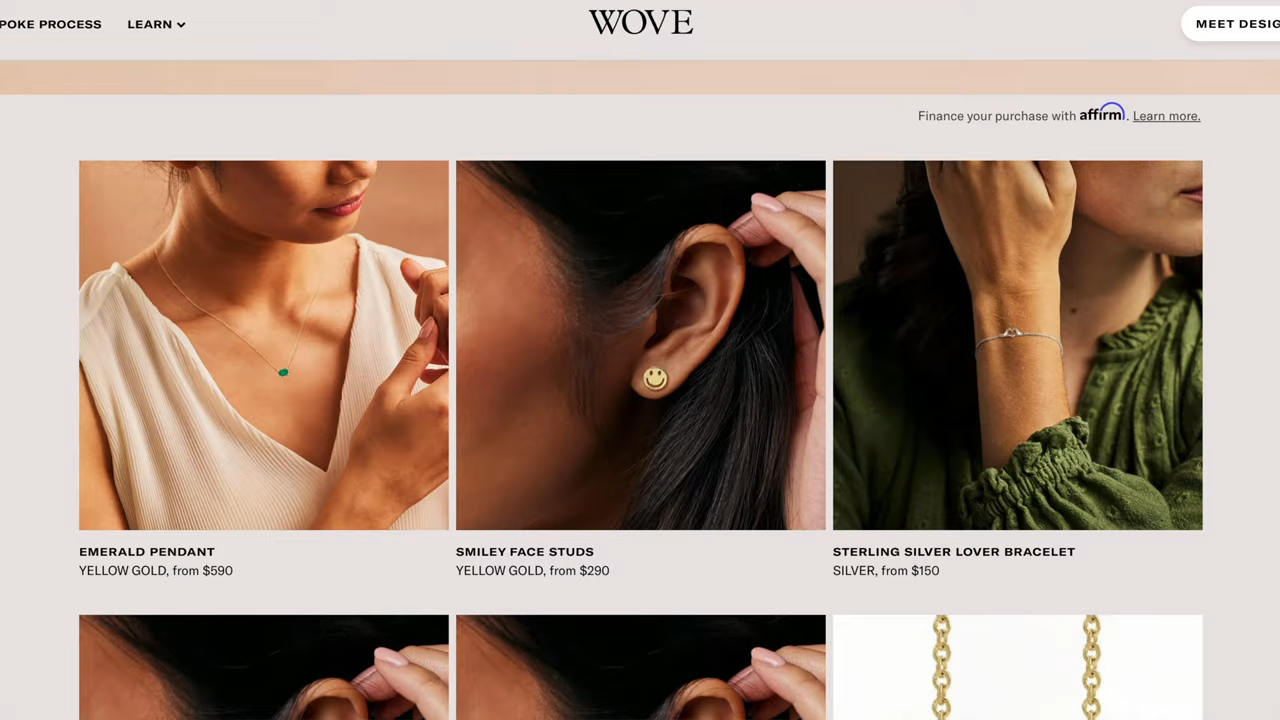 POKE PROCESS
LEARN
WOVE
MEET DESIG
Finance your purchase with affirm. Learn more.
EMERALD PENDANT
YELLOW GOLD, from $590
SMILEY FACE STUDS
YELLOW GOLD, from $290
STERLING SILVER LOVER BRACELET
SILVER, from $150